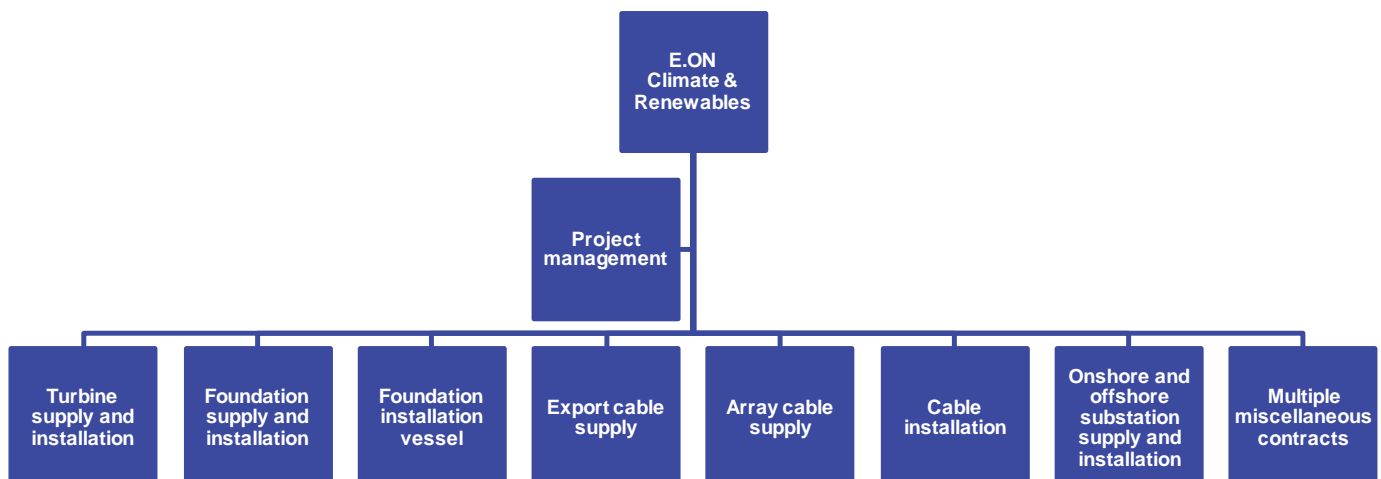 E.ON
Climate &
Renewables
Project
management
Turbine
supply and
installation
Foundation
supply and
installation
Foundation
installation
vessel
Export cable
supply
Array cable
supply
Cable
installation
Onshore and
offshore
substation
supply and
installation
Multiple
miscellaneous
contracts